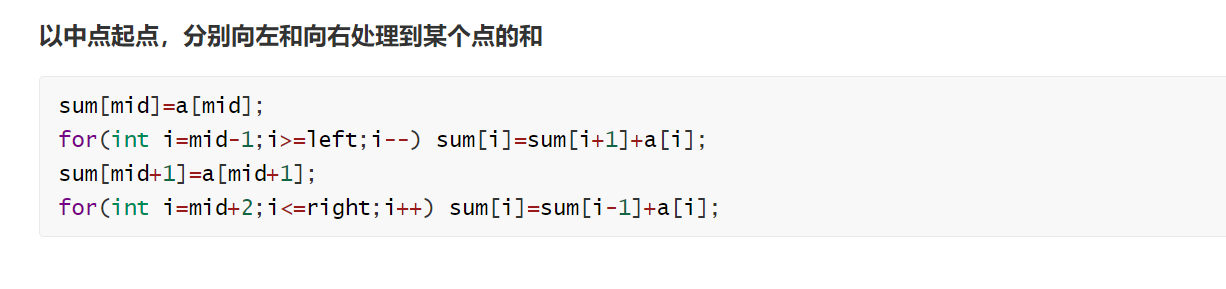 以中点起点，分别向左和向右处理到某个点的和
sum[mid]=a[mid];
for(int i=mid-1;i>=left;i--) sum[i]=sum[i+1]+a[i];
sum[mid+1]=a[mid+1];
for(int i=mid+2;i<=right;i++) sum[i]=sum[i-1]+a[i];